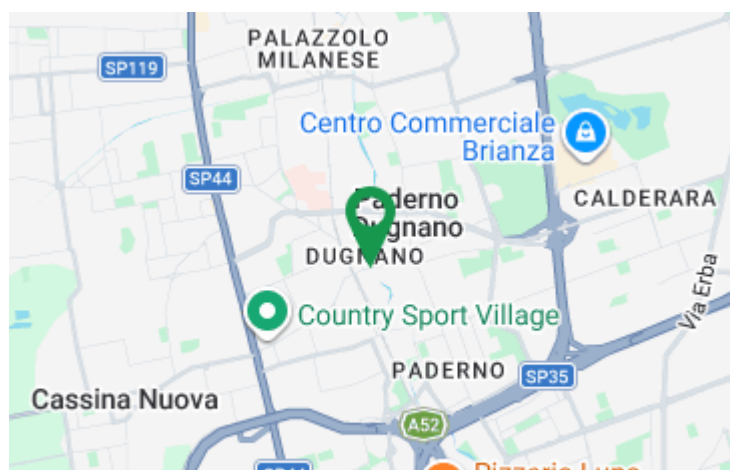 PALAZZOLO
MILANESE
SP119
Centro Commerciale
Brianza
SP44
Paderno
Dugnano
CALDERARA
DUGNANO
Via Erba
Country Sport Village
PADERNO
SP35
Cassina Nuova
A52